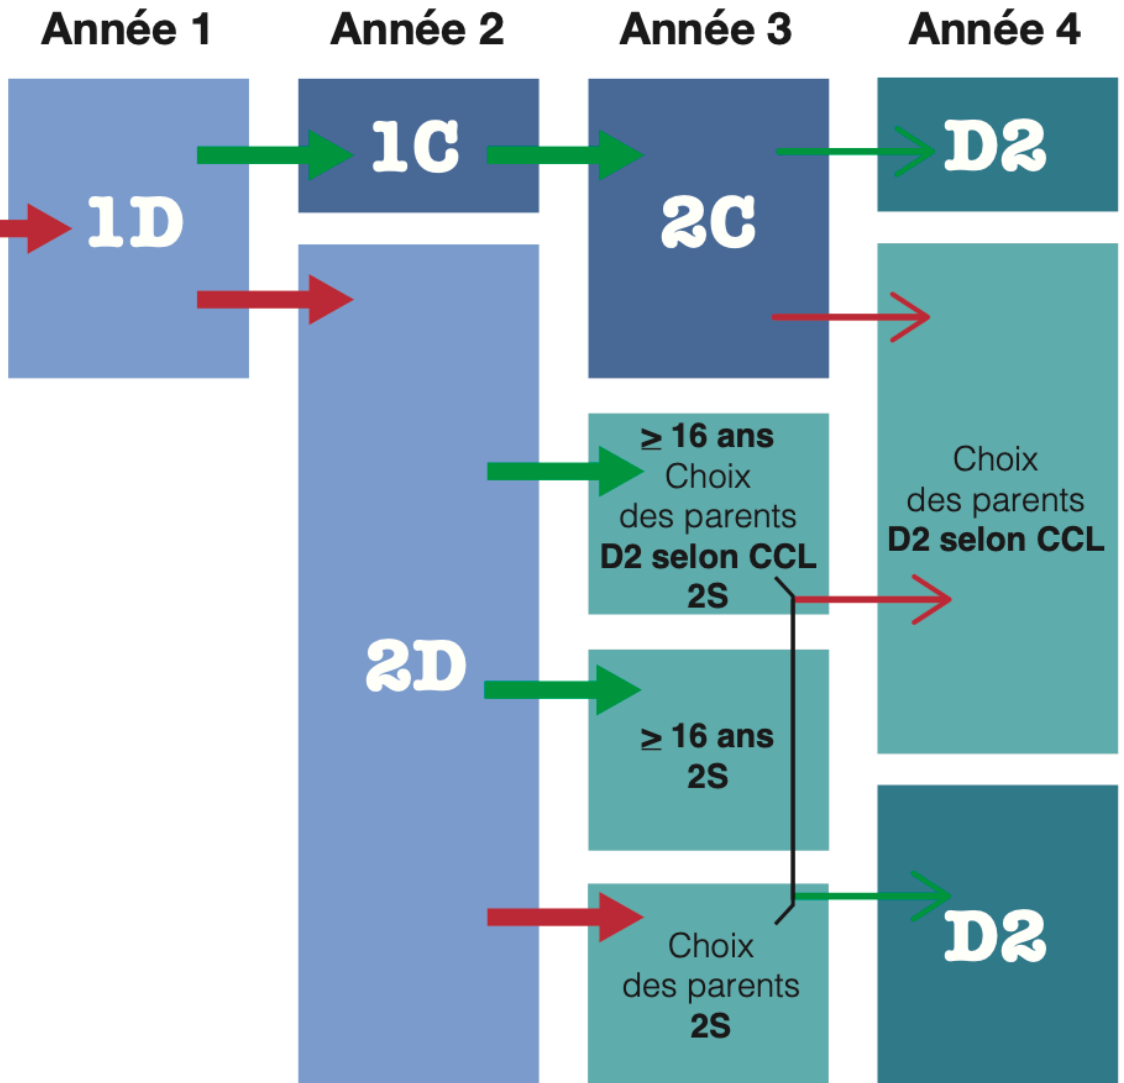 Année 1
Année 2
Année 3
Année 4
1D
1C
2C
D2
2D
≥ 16 ans
Choix
des parents
D2 selon CCL
2S
≥ 16 ans
2S
Choix
des parents
2S
Choix
des parents
D2 selon CCL
D2